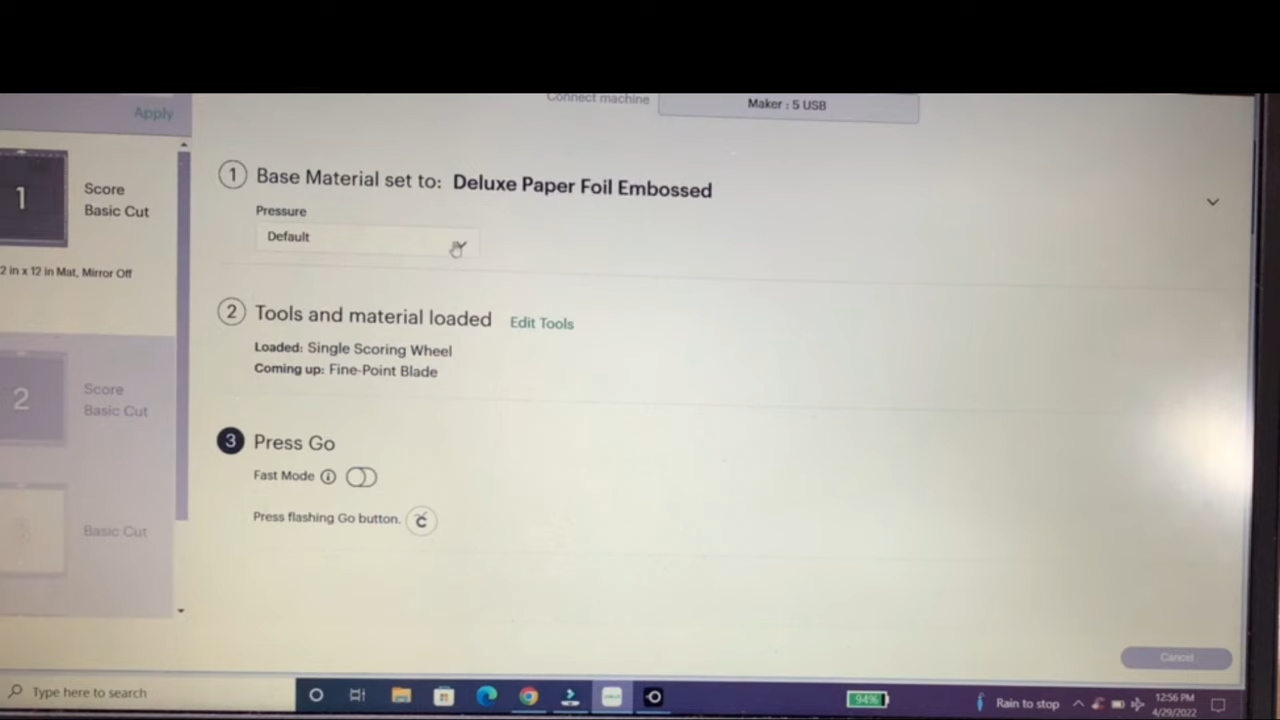 Connect machine
Maker : 5 USB
Apply
1
Score
Basic Cut
2 in x 12 in Mat, Mirror Off
2
Score
Basic Cut
Basic Cut
1 Base Material set to: Deluxe Paper Foil Embossed
Pressure
Default
2 Tools and material loaded Edit Tools
Loaded: Single Scoring Wheel
Coming up: Fine-Point Blade
3 Press Go
Fast Mode i
Press flashing Go button. C
Cancel
Type here to search
94%
Rain to stop
12:56 PM
4/29/2022